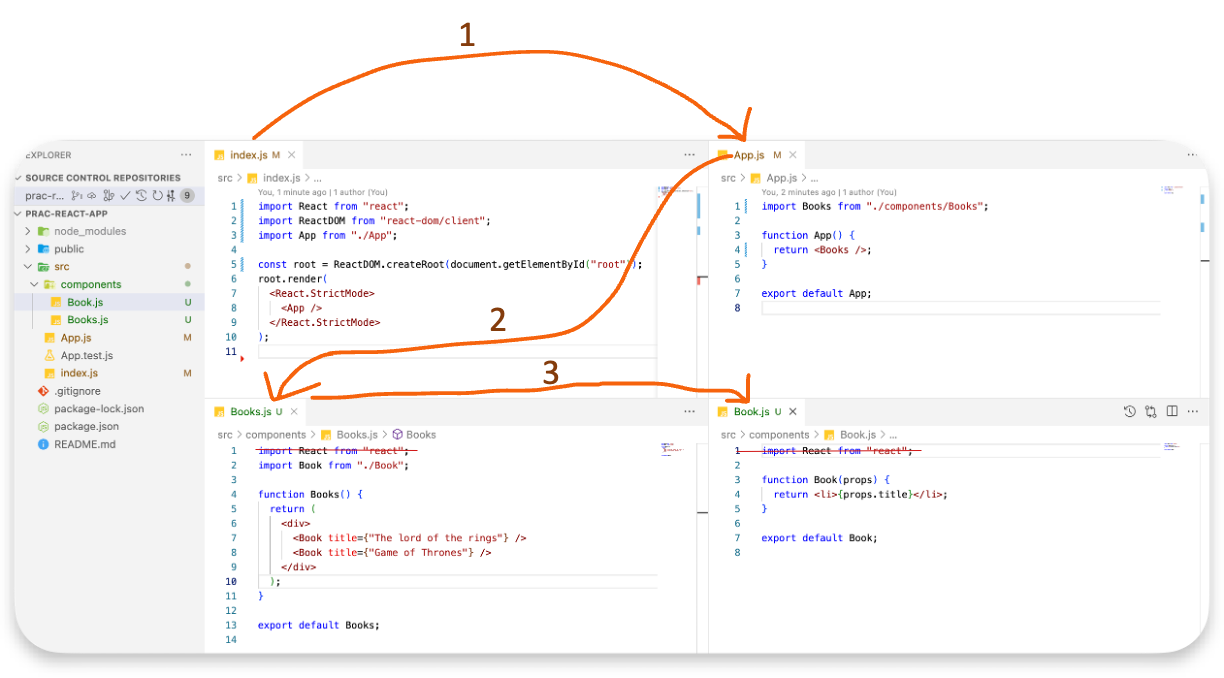 1
EXPLORER
SOURCE CONTROL REPOSITORIES
prac-r... 9
PRAC-REACT-APP
node_modules
public
src
components
Book.js U
Books.js U
App.js M
App.test.js
index.js M
.gitignore
package-lock.json
package.json
README.md
index.js M
src > index.js > ...
You, 1 minute ago | 1 author (You)
1 import React from "react";
2 import ReactDOM from "react-dom/client";
3 import App from "./App";
4
5 const root = ReactDOM.createRoot(document.getElementById("root"));
6 root.render(
7 <React.StrictMode>
8 <App />
9 </React.StrictMode>
10 );
11
App.js M
src > App.js > ...
You, 2 minutes ago | 1 author (You)
1 import Books from "./components/Books";
2
3 function App() {
4 return <Books />;
5 }
6
7 export default App;
8
2
3
Books.js U
src > components > Books.js > Books
1 import React from "react";
2 import Book from "./Book";
3
4 function Books() {
5 return (
6 <div>
7 <Book title={"The lord of the rings"} />
8 <Book title={"Game of Thrones"} />
9 </div>
10 );
11 }
12
13 export default Books;
14
Book.js U
src > components > Book.js > ...
1 import React from "react";
2
3 function Book(props) {
4 return <li>{props.title}</li>;
5 }
6
7 export default Book;
8